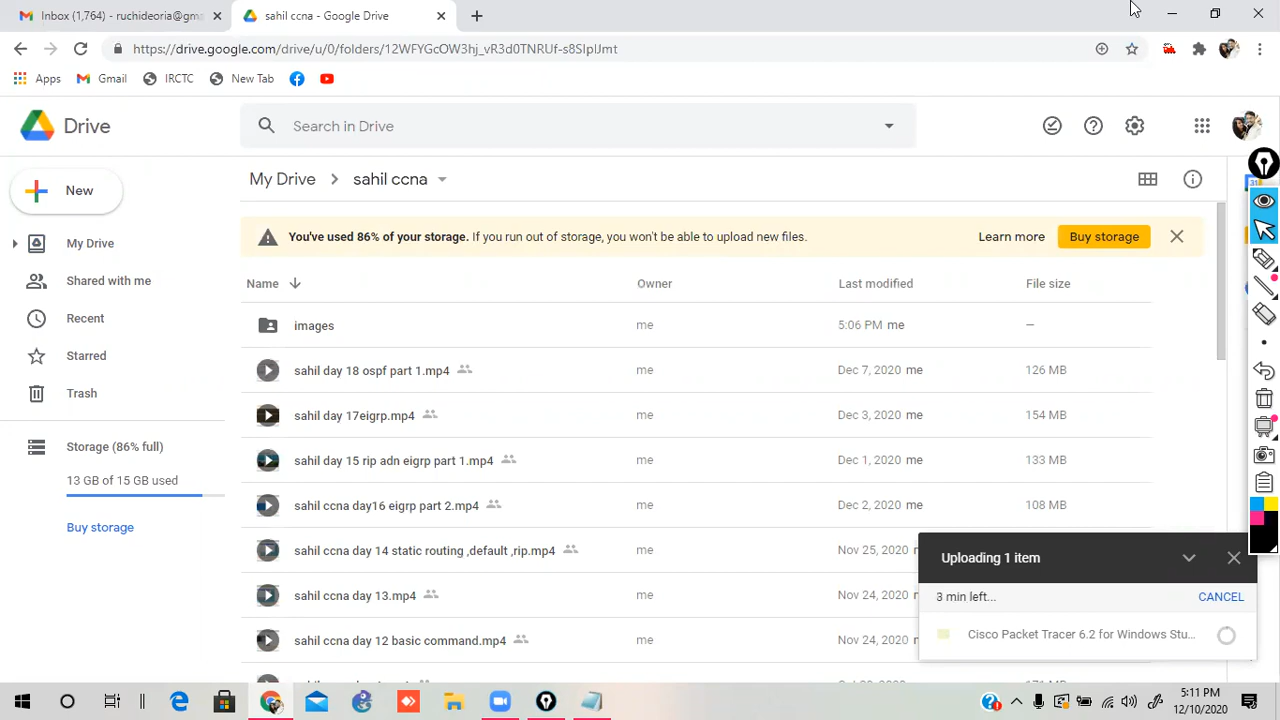 Inbox (1,764) - ruchideoria@gma
sahil ccna - Google Drive
https://drive.google.com/drive/u/0/folders/12WFYGcOW3hj_vR3d0TNRUf-s8SlpIJmt
Apps
Gmail
IRCTC
New Tab
Drive
Search in Drive
New
My Drive
sahil ccna
31
My Drive
Shared with me
Recent
Starred
Trash
Storage (86% full)
13 GB of 15 GB used
Buy storage
You've used 86% of your storage. If you run out of storage, you won't be able to upload new files.
Learn more
Buy storage
Name
Owner
Last modified
File size
images
me
5:06 PM me
—
sahil day 18 ospf part 1.mp4
me
Dec 7, 2020 me
126 MB
sahil day 17eigrp.mp4
me
Dec 3, 2020 me
154 MB
sahil day 15 rip adn eigrp part 1.mp4
me
Dec 1, 2020 me
133 MB
sahil ccna day16 eigrp part 2.mp4
me
Dec 2, 2020 me
108 MB
sahil ccna day 14 static routing ,default ,rip.mp4
me
Nov 25, 2020
sahil ccna day 13.mp4
me
Nov 24, 2020
sahil ccna day 12 basic command.mp4
me
Nov 24, 2020
Uploading 1 item
3 min left...
CANCEL
Cisco Packet Tracer 6.2 for Windows Stu...
5:11 PM
12/10/2020